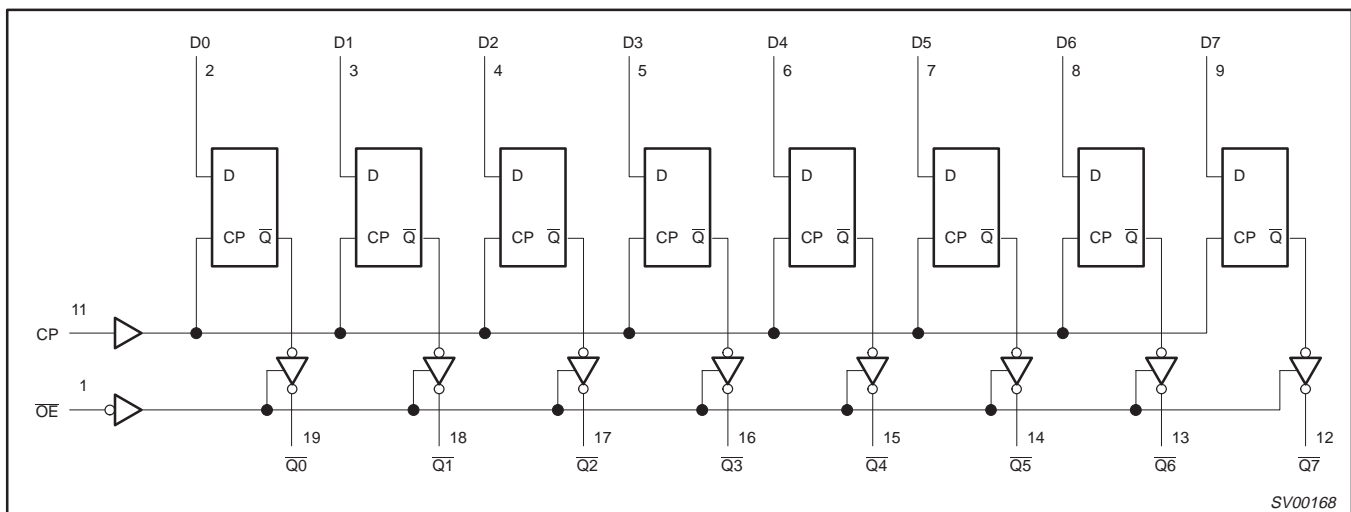 D0 D1 D2 D3 D4 D5 D6 D7
2 3 4 5 6 7 8 9
D D D D D D D D
CP Q̅ CP Q̅ CP Q̅ CP Q̅ CP Q̅ CP Q̅ CP Q̅ CP Q̅
11
CP
1
O̅E̅
19 18 17 16 15 14 13 12
Q̅0̅ Q̅1̅ Q̅2̅ Q̅3̅ Q̅4̅ Q̅5̅ Q̅6̅ Q̅7̅
SV00168